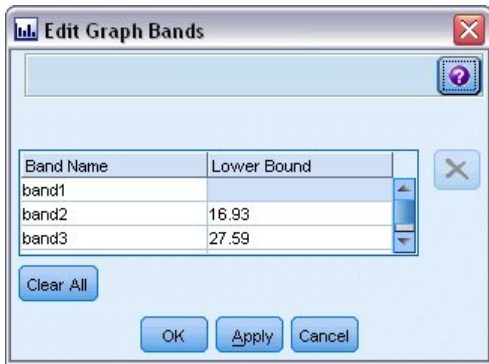 Edit Graph Bands
Band Name Lower Bound
band1
band2 16.93
band3 27.59
Clear All
OK Apply Cancel